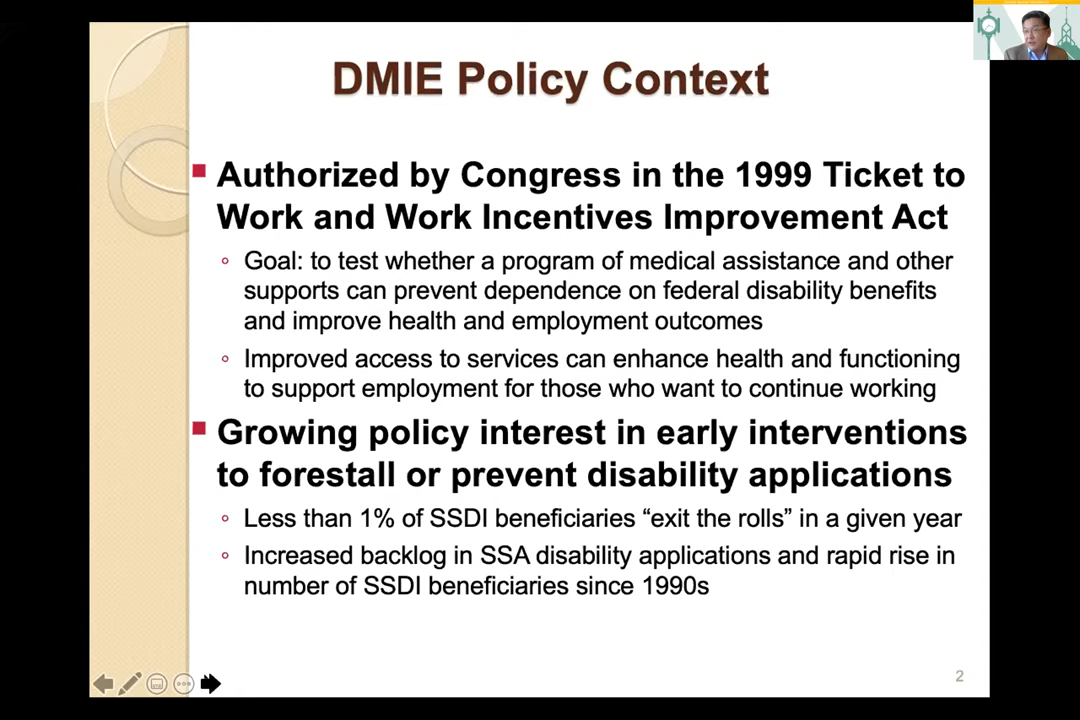 DMIE Policy Context
Authorized by Congress in the 1999 Ticket to
Work and Work Incentives Improvement Act
Goal: to test whether a program of medical assistance and other
supports can prevent dependence on federal disability benefits
and improve health and employment outcomes
Improved access to services can enhance health and functioning
to support employment for those who want to continue working
Growing policy interest in early interventions
to forestall or prevent disability applications
Less than 1% of SSDI beneficiaries “exit the rolls” in a given year
Increased backlog in SSA disability applications and rapid rise in
number of SSDI beneficiaries since 1990s
2